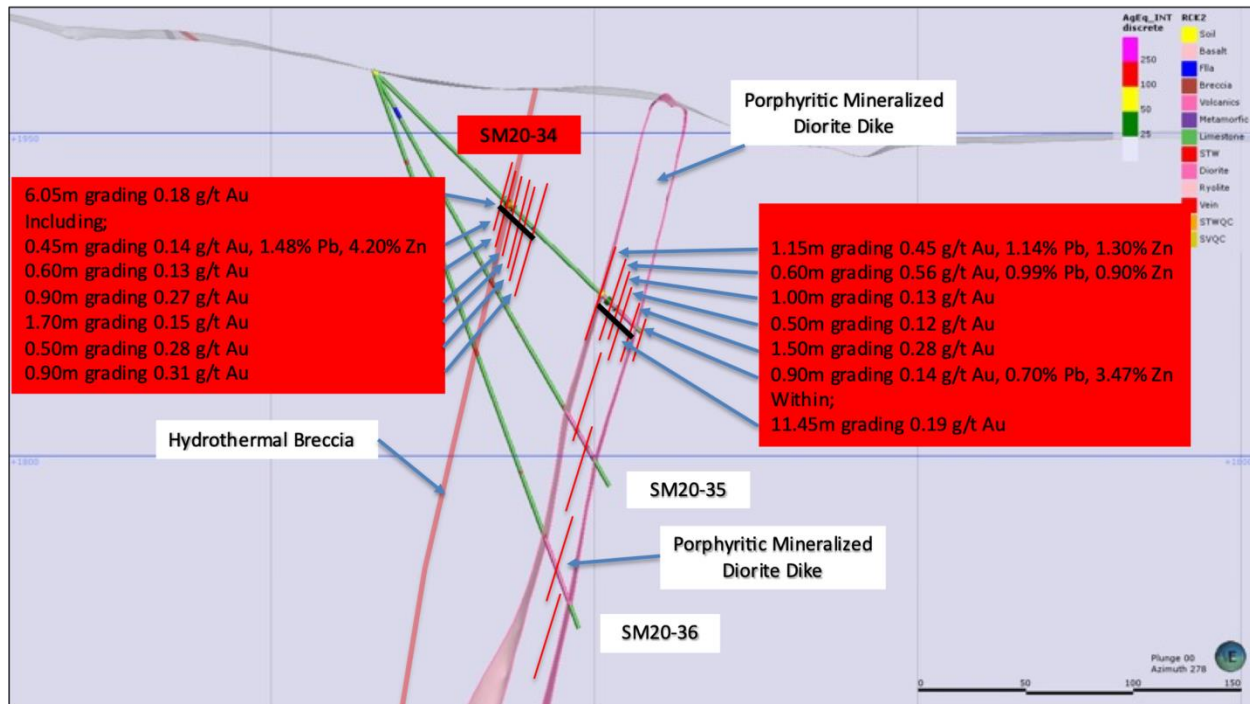 AgEq_INT
discrete
250
100
50
25
RCK2
Soil
Basalt
Flla
Breccia
Volcanics
Metamorfic
Limestone
STW
Diorite
Ryolite
Vein
STWQC
SVQC
Porphyritic Mineralized
Diorite Dike
SM20-34
+1950
6.05m grading 0.18 g/t Au
Including;
0.45m grading 0.14 g/t Au, 1.48% Pb, 4.20% Zn
0.60m grading 0.13 g/t Au
0.90m grading 0.27 g/t Au
1.70m grading 0.15 g/t Au
0.50m grading 0.28 g/t Au
0.90m grading 0.31 g/t Au
1.15m grading 0.45 g/t Au, 1.14% Pb, 1.30% Zn
0.60m grading 0.56 g/t Au, 0.99% Pb, 0.90% Zn
1.00m grading 0.13 g/t Au
0.50m grading 0.12 g/t Au
1.50m grading 0.28 g/t Au
0.90m grading 0.14 g/t Au, 0.70% Pb, 3.47% Zn
Within;
11.45m grading 0.19 g/t Au
Hydrothermal Breccia
+1800
+1800
SM20-35
Porphyritic Mineralized
Diorite Dike
SM20-36
Plunge 00
Azimuth 278
E
0
50
100
150